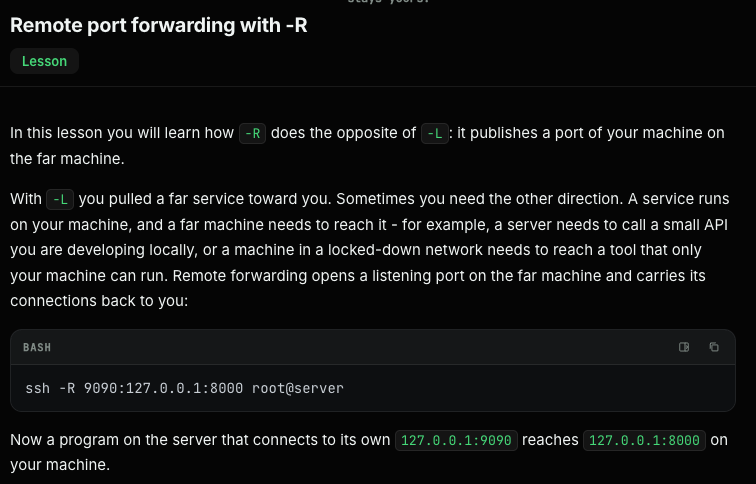 Remote port forwarding with -R
Lesson
In this lesson you will learn how -R does the opposite of -L: it publishes a port of your machine on
the far machine.
With -L you pulled a far service toward you. Sometimes you need the other direction. A service runs
on your machine, and a far machine needs to reach it - for example, a server needs to call a small API
you are developing locally, or a machine in a locked-down network needs to reach a tool that only
your machine can run. Remote forwarding opens a listening port on the far machine and carries its
connections back to you:
BASH
ssh -R 9090:127.0.0.1:8000 root@server
Now a program on the server that connects to its own 127.0.0.1:9090 reaches 127.0.0.1:8000 on
your machine.